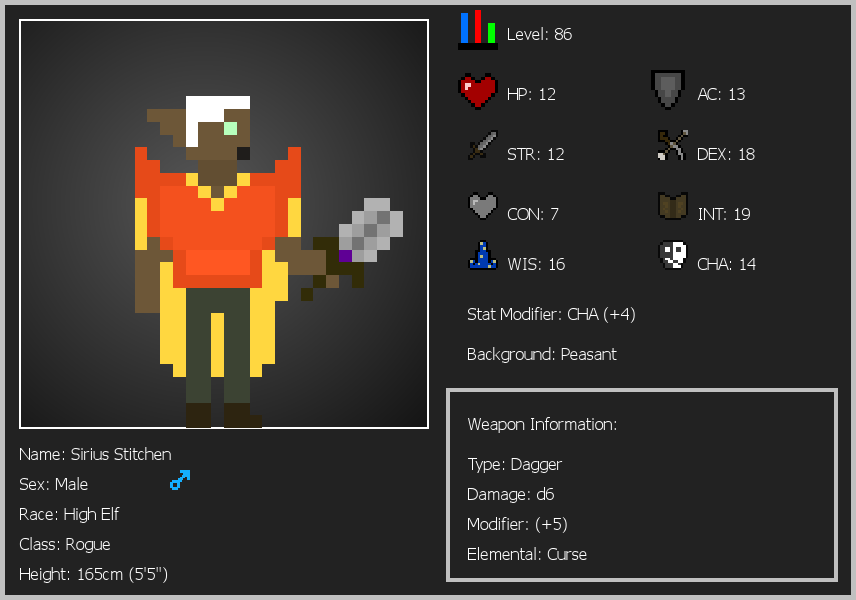 Level: 86
HP: 12
AC: 13
STR: 12
DEX: 18
CON: 7
INT: 19
WIS: 16
CHA: 14
Stat Modifier: CHA (+4)
Background: Peasant
Weapon Information:
Type: Dagger
Damage: d6
Modifier: (+5)
Elemental: Curse
Name: Sirius Stitchen
Sex: Male
Race: High Elf
Class: Rogue
Height: 165cm (5'5")